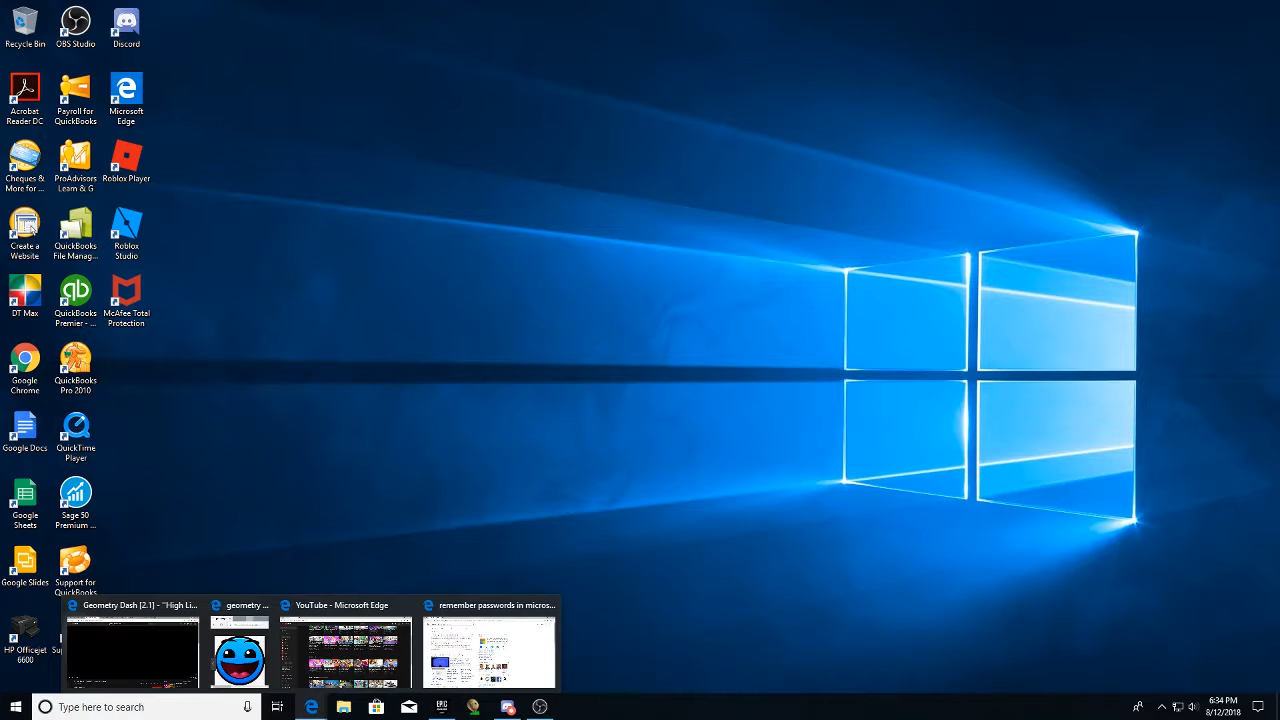 Recycle Bin
OBS Studio
Discord
Acrobat
Reader DC
Payroll for
QuickBooks
Microsoft
Edge
Cheques &
More for ...
ProAdvisors
Learn & G
Roblox Player
Create a
Website
QuickBooks
File Manag...
Roblox
Studio
DT Max
QuickBooks
Premier - ...
McAfee Total
Protection
Google
Chrome
QuickBooks
Pro 2010
Google Docs
QuickTime
Player
Google
Sheets
Sage 50
Premium ...
Google Slides
Support for
QuickBooks
HP Officejet
6600
Geometry Dash [2.1] - "High Li...
geometry ...
YouTube - Microsoft Edge
remember passwords in micros...
Type here to search
EPIC
6:34 PM
8/12/2018